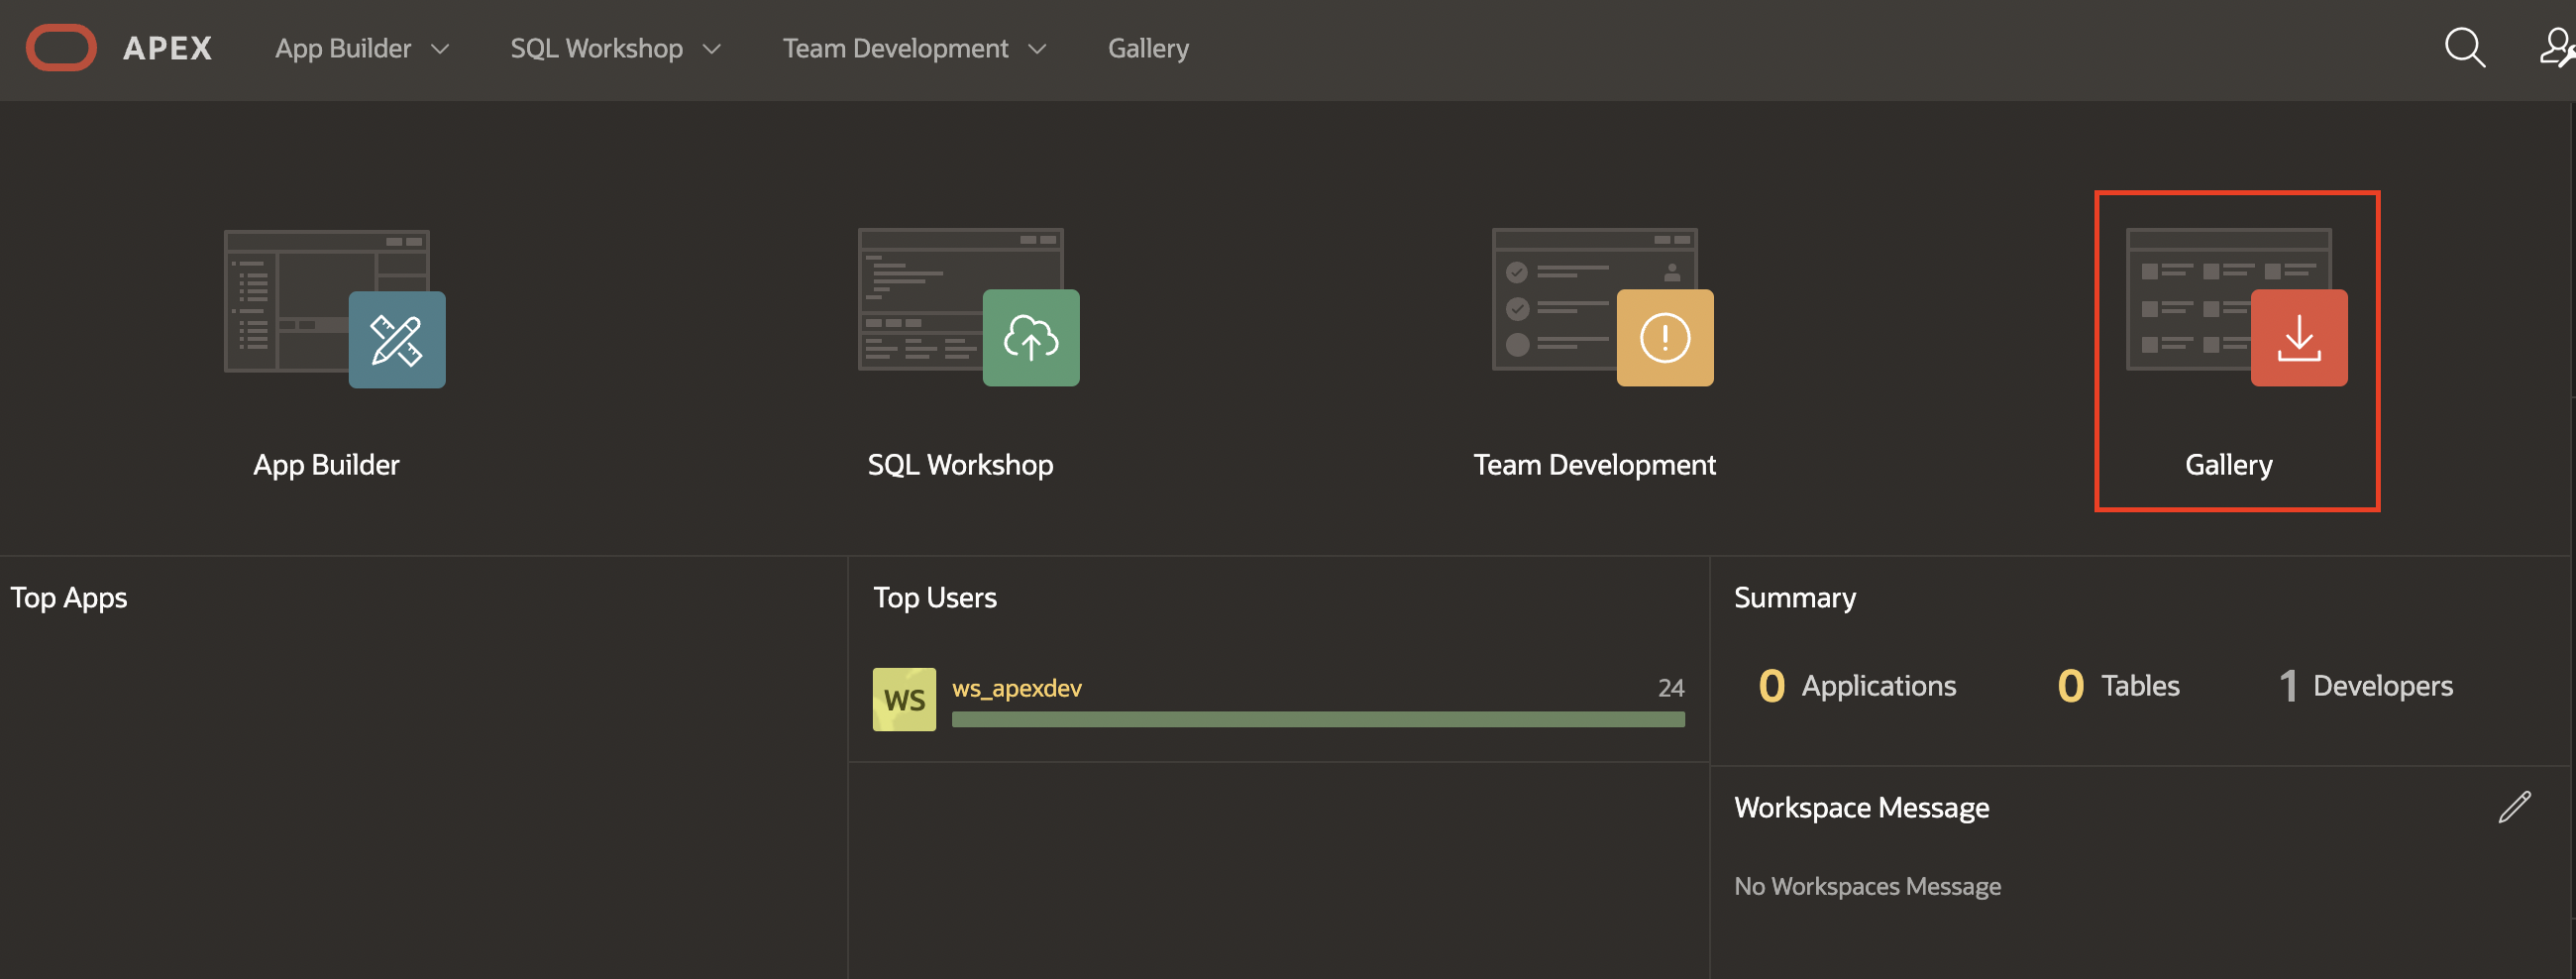 APEX App Builder SQL Workshop Team Development Gallery
App Builder SQL Workshop Team Development Gallery
Top Apps
Top Users
WS ws_apexdev 24
Summary
0 Applications 0 Tables 1 Developers
Workspace Message
No Workspaces Message